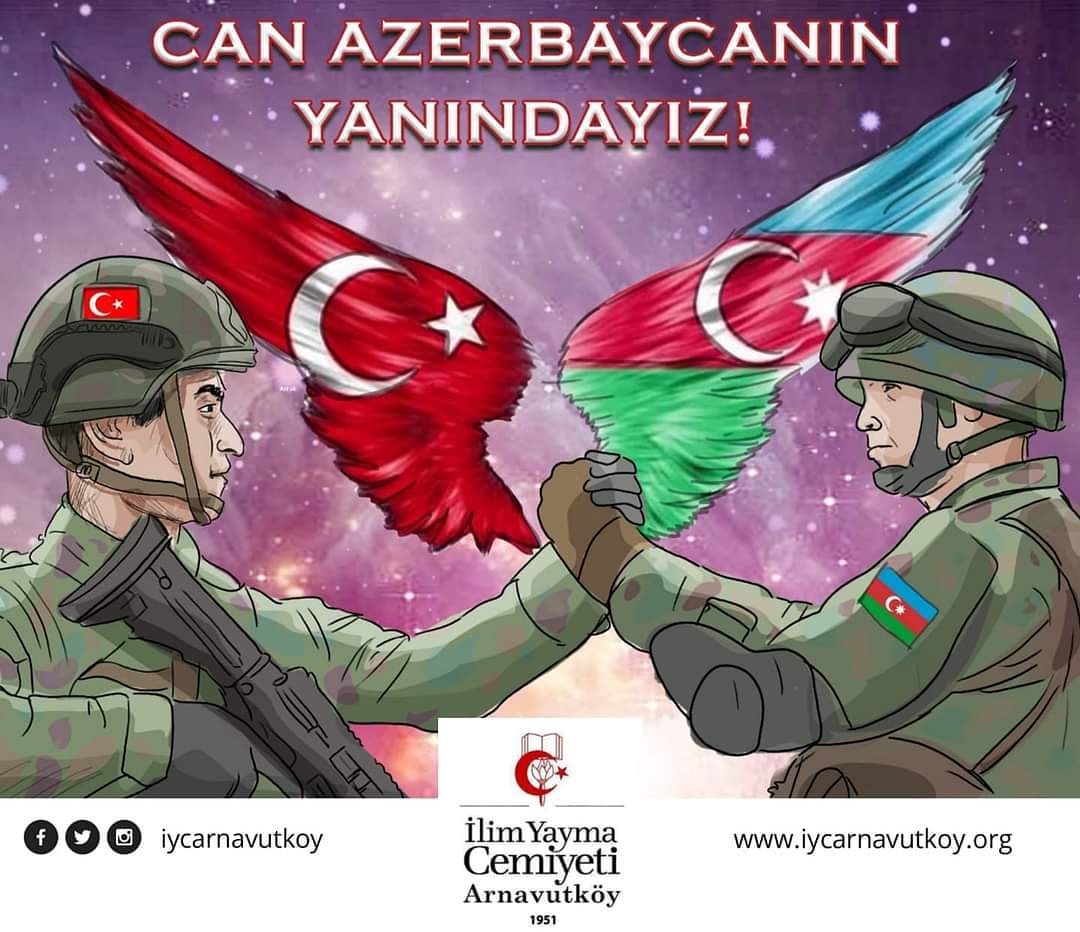 CAN AZERBAYCANIN
YANINDAYIZ!
iycarnavutkoy
İlim Yayma
Cemiyeti
Arnavutköy
1951
www.iycarnavutkoy.org